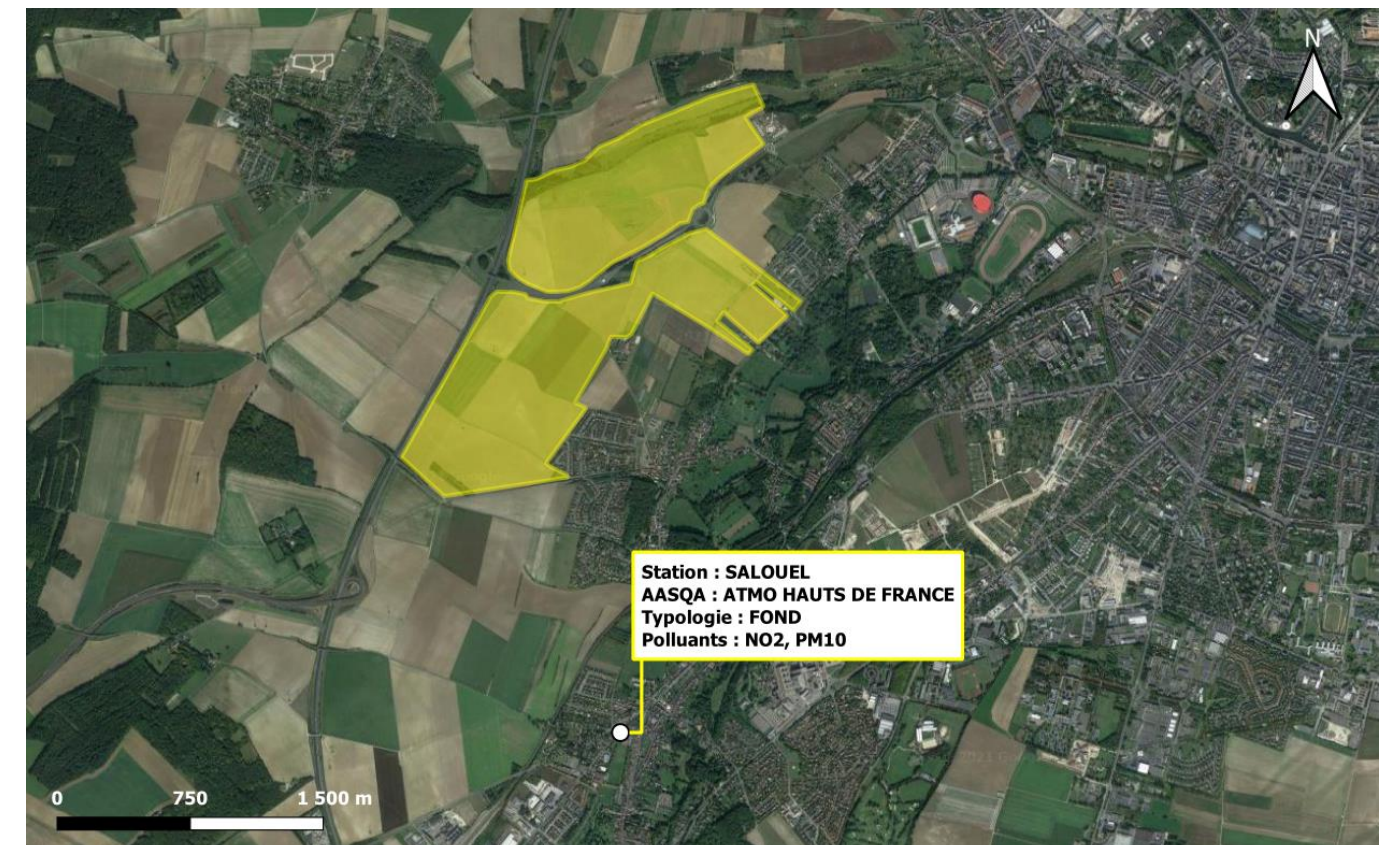 N
Station : SALOUEL
AASQA : ATMO HAUTS DE FRANCE
Typologie : FOND
Polluants : NO2, PM10
0 750 1 500 m